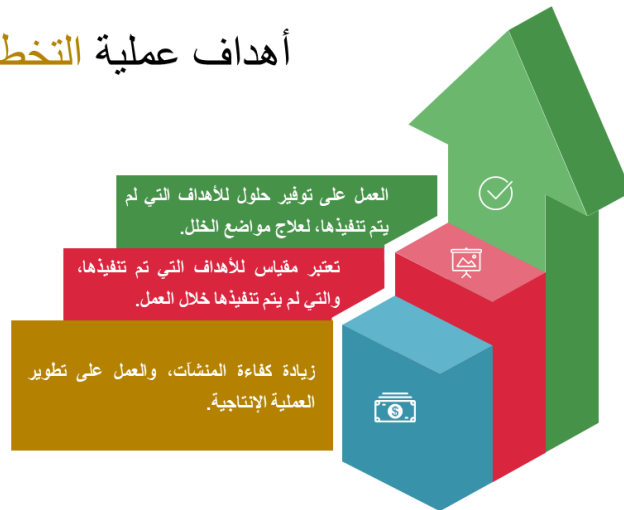 أهداف عملية
العمل على توفير حلول للأهداف التي لم
يتم تنفيذها، لعلاج مواضع الخلل.
تعتبر مقياس للأهداف التي تم تنفيذها،
والتي لم يتم تنفيذها خلال العمل.
زيادة كفاءة المنشآت، والعمل على تطوير
العملية الإنتاجية.
$